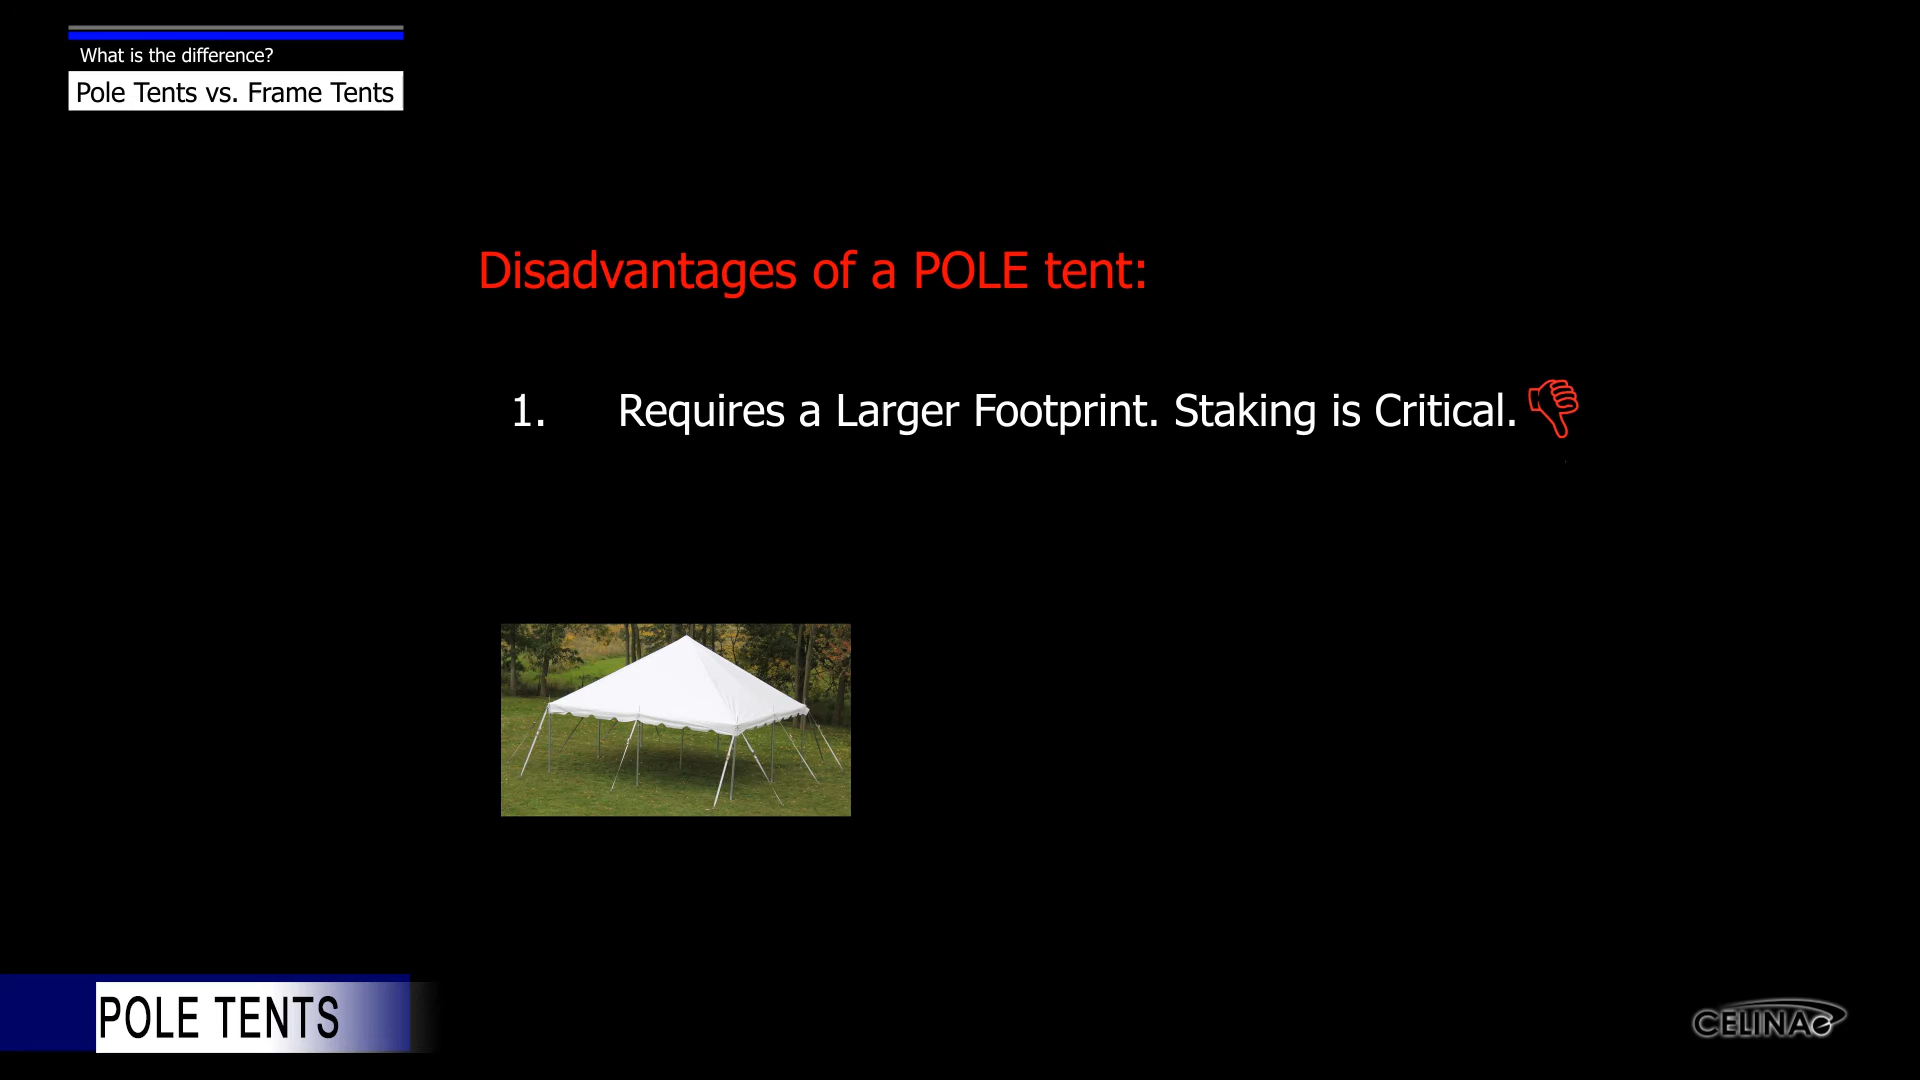 What is the difference?
Pole Tents vs. Frame Tents
Disadvantages of a POLE tent:
1. Requires a Larger Footprint. Staking is Critical.
POLE TENTS
CELINA